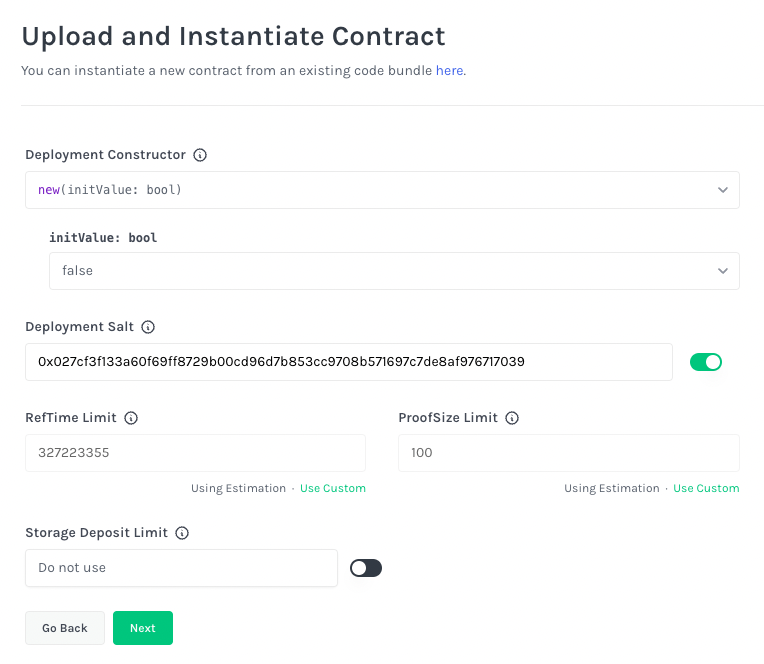 Upload and Instantiate Contract
You can instantiate a new contract from an existing code bundle here.
Deployment Constructor
new(initValue: bool)
initValue: bool
false
Deployment Salt
0x027cf3f133a60f69ff8729b00cd96d7b853cc9708b571697c7de8af976717039
RefTime Limit
327223355
Using Estimation · Use Custom
ProofSize Limit
100
Using Estimation · Use Custom
Storage Deposit Limit
Do not use
Go Back
Next